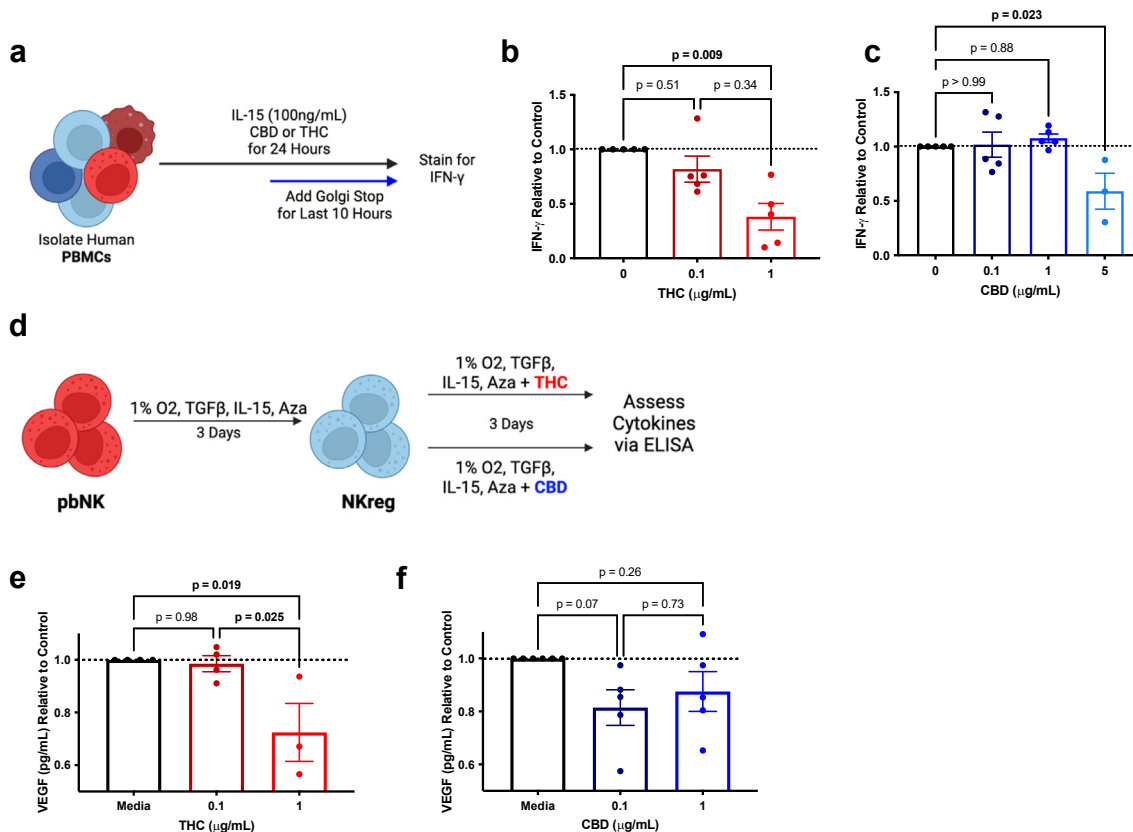 a
IL-15 (100ng/mL)
CBD or THC
for 24 Hours
Add Golgi Stop
for Last 10 Hours
Stain for
IFN-γ
Isolate Human
PBMCs
b
p = 0.009
p = 0.51
p = 0.34
IFN-γ Relative to Control
1.5
1.0
0.5
0.0
0
0.1
1
THC (μg/mL)
c
p = 0.023
p = 0.88
p > 0.99
IFN-γ Relative to Control
1.5
1.0
0.5
0.0
0
0.1
1
5
CBD (μg/mL)
d
pbNK
1% O2, TGFβ, IL-15, Aza
3 Days
NKreg
1% O2, TGFβ,
IL-15, Aza + THC
3 Days
1% O2, TGFβ,
IL-15, Aza + CBD
Assess
Cytokines
via ELISA
e
p = 0.019
p = 0.98
p = 0.025
VEGF (pg/mL) Relative to Control
1.0
0.8
0.6
Media
0.1
1
THC (μg/mL)
f
p = 0.26
p = 0.07
p = 0.73
VEGF (pg/mL) Relative to Control
1.0
0.8
0.6
Media
0.1
1
CBD (μg/mL)